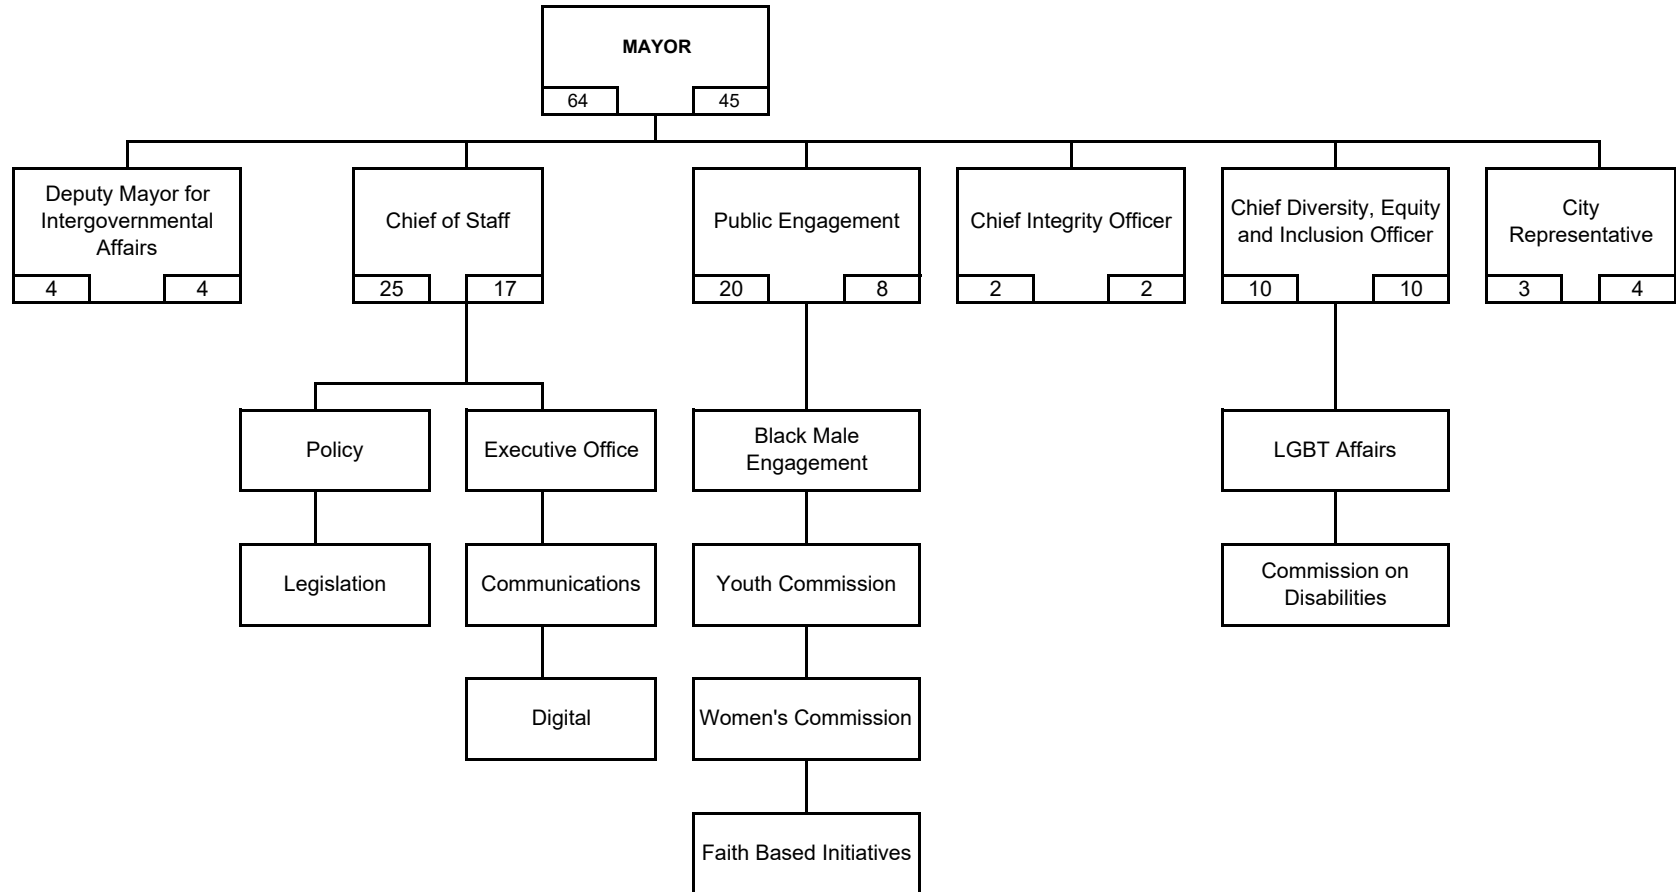 MAYOR
64 45
Deputy Mayor for
Intergovernmental
Affairs
4 4
Chief of Staff
25 17
Public Engagement
20 8
Chief Integrity Officer
2 2
Chief Diversity, Equity
and Inclusion Officer
10 10
City
Representative
3 4
Policy
Executive Office
Black Male
Engagement
LGBT Affairs
Legislation
Communications
Youth Commission
Commission on
Disabilities
Digital
Women's Commission
Faith Based Initiatives